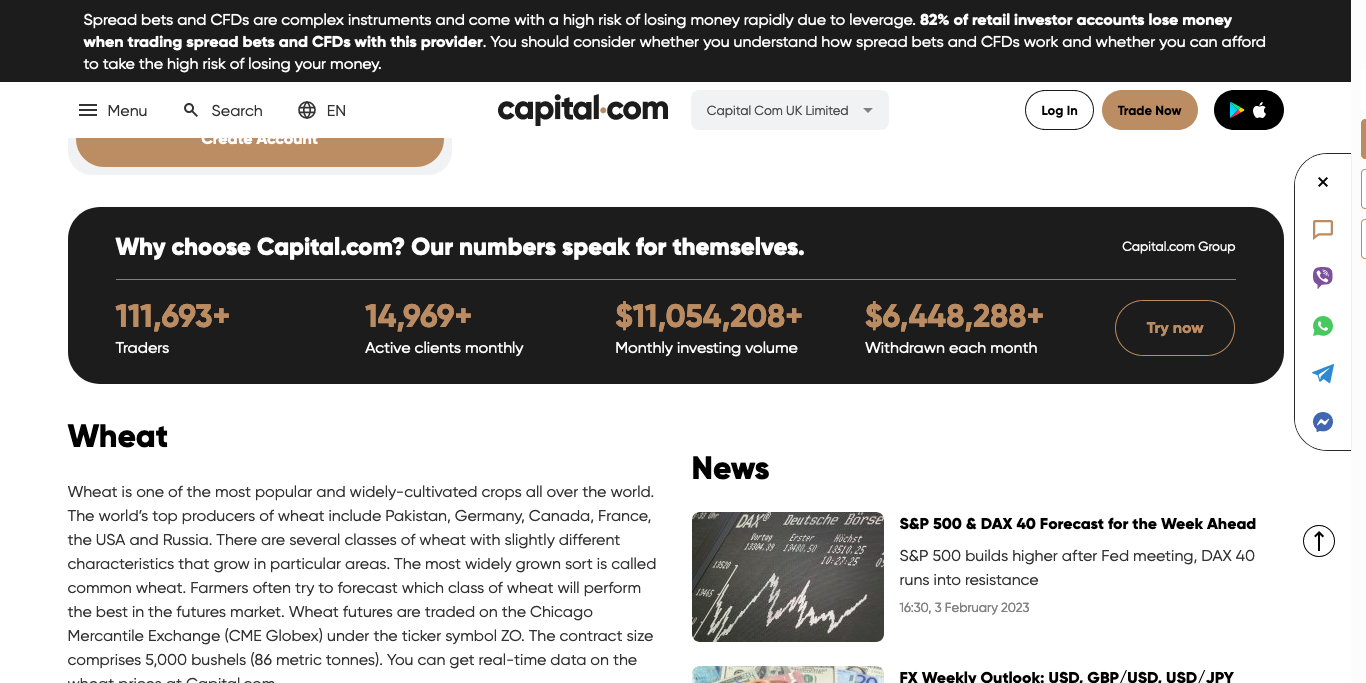 Spread bets and CFDs are complex instruments and come with a high risk of losing money rapidly due to leverage. 82% of retail investor accounts lose money
when trading spread bets and CFDs with this provider. You should consider whether you understand how spread bets and CFDs work and whether you can afford
to take the high risk of losing your money.
Menu Search EN capital.com Capital Com UK Limited Log In Trade Now
Create Account
Why choose Capital.com? Our numbers speak for themselves. Capital.com Group
111,693+ 14,969+ $11,054,208+ $6,448,288+ Try now
Traders Active clients monthly Monthly investing volume Withdrawn each month
Wheat
Wheat is one of the most popular and widely-cultivated crops all over the world.
The world's top producers of wheat include Pakistan, Germany, Canada, France,
the USA and Russia. There are several classes of wheat with slightly different
characteristics that grow in particular areas. The most widely grown sort is called
common wheat. Farmers often try to forecast which class of wheat will perform
the best in the futures market. Wheat futures are traded on the Chicago
Mercantile Exchange (CME Globex) under the ticker symbol ZO. The contract size
comprises 5,000 bushels (86 metric tonnes). You can get real-time data on the
wheat prices at Capital.com.
News
DAX® Deutsche Börse
Vortag Erster Höchst
10:27:25
13520
13465
S&P 500 & DAX 40 Forecast for the Week Ahead
S&P 500 builds higher after Fed meeting, DAX 40
runs into resistance
16:30, 3 February 2023
FX Weekly Outlook: USD, GBP/USD, USD/JPY